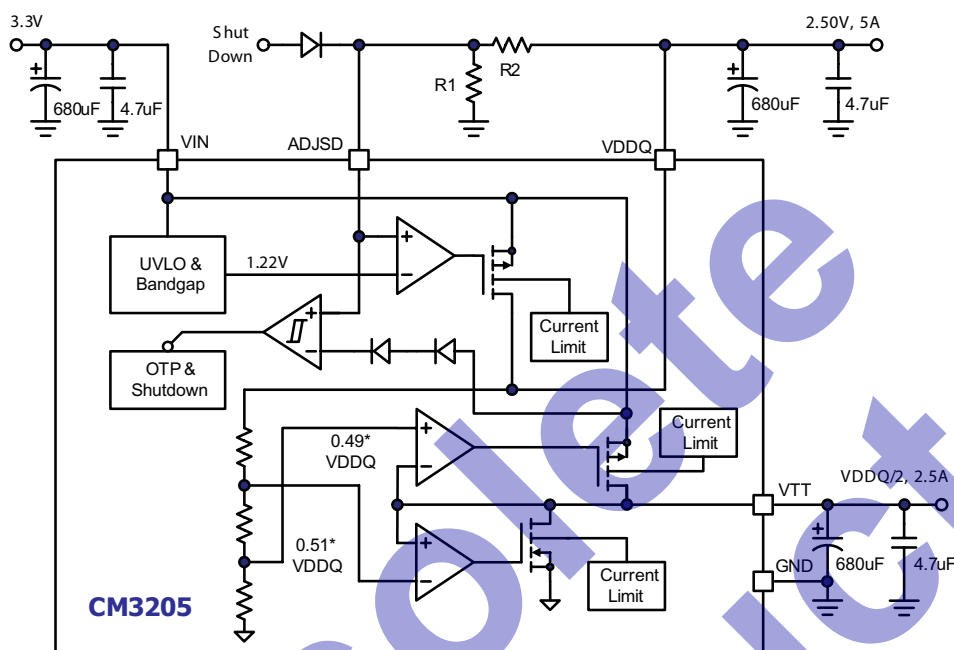 3.3V
Shut
Down
2.50V, 5A
R1
R2
680uF
4.7uF
680uF
4.7uF
VIN
ADJSD
VDDQ
UVLO &
Bandgap
1.22V
Current
Limit
OTP &
Shutdown
Current
Limit
0.49*
VDDQ
VDDQ/2, 2.5A
VTT
0.51*
VDDQ
680uF
4.7uF
GND
Current
Limit
CM3205
olete
uct